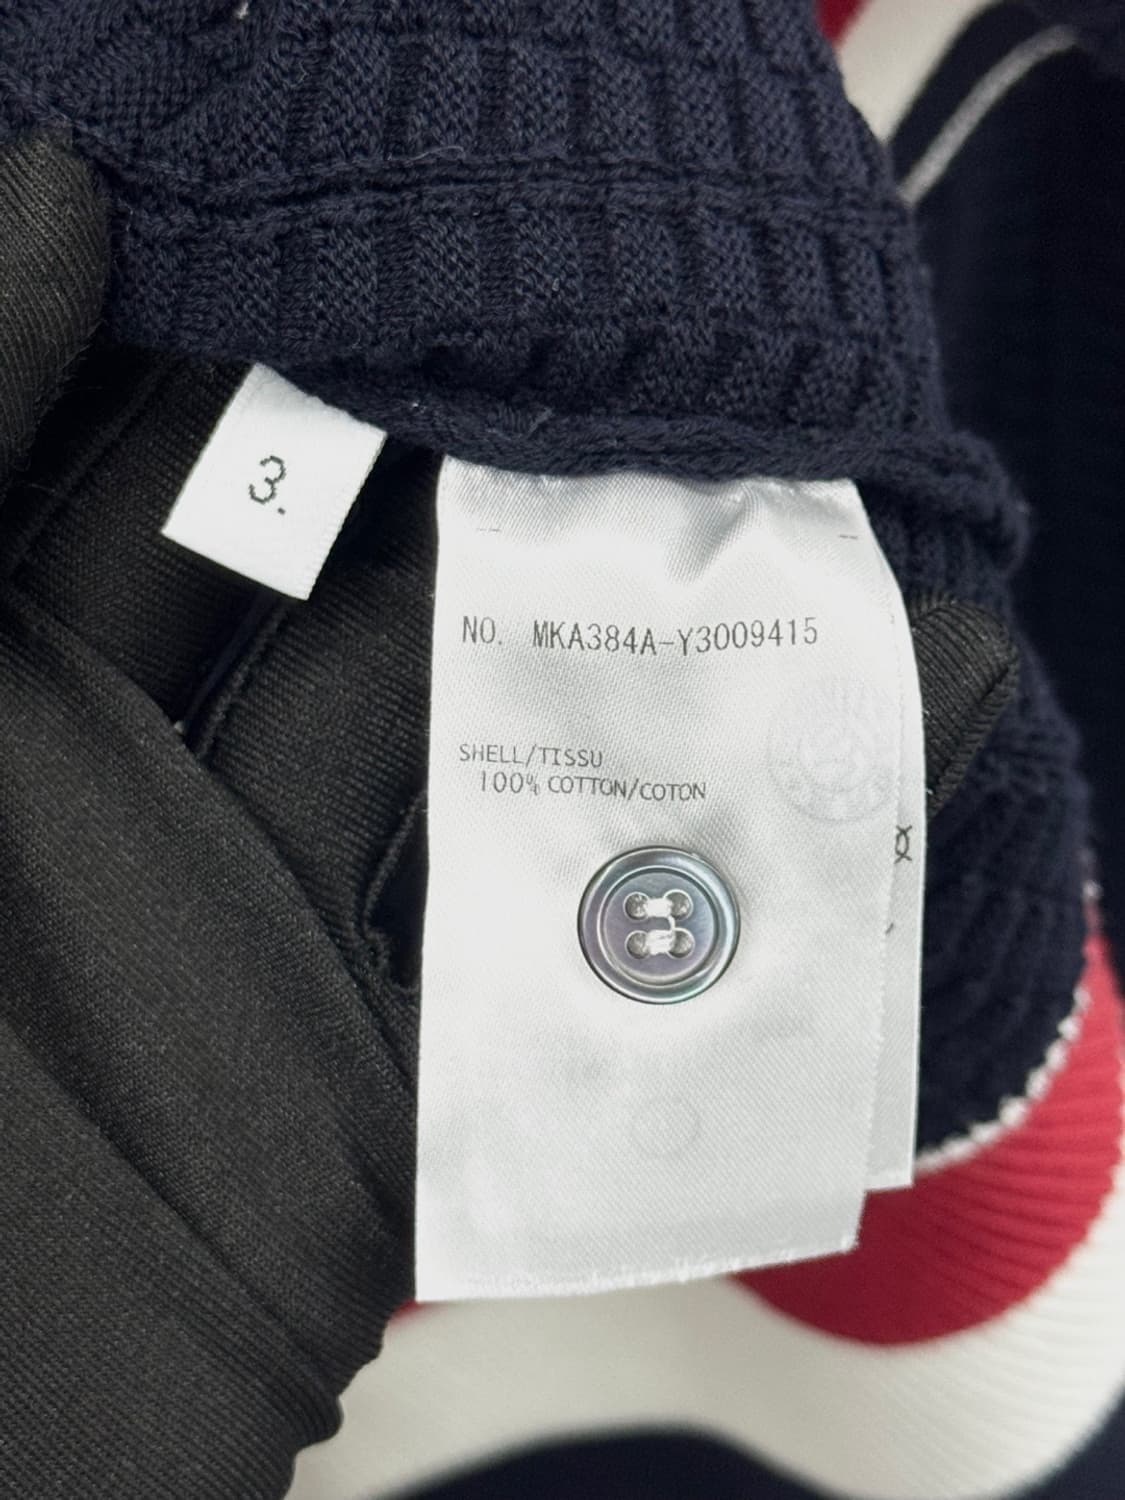 3.
NO. MKA384A-Y3009415
SHELL/TISSU
100% COTTON/COTON